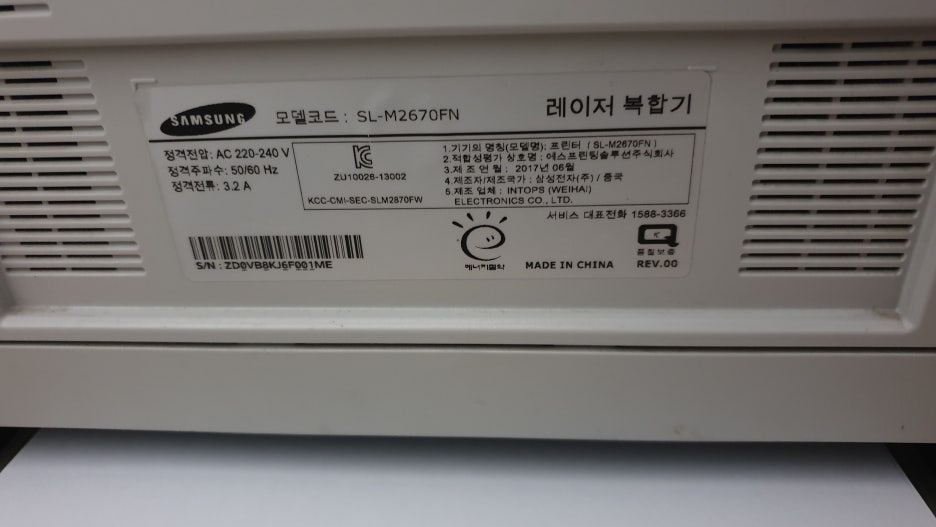 SAMSUNG
모델코드 : SL-M2670FN
레이저 복합기
정격전압: AC 220-240 V
정격주파수: 50/60 Hz
정격전류: 3.2 A
ZU10028-13002
KCC-CMI-SEC-SLM2870FW
1.기기의 명칭(모델명): 프린터 ( SL-M2670FN )
2.적합성평가 상호명 : 에스프린팅솔루션주식회사
3.제 조 연 월 : 2017년 06월
4.제조자/제조국가 : 삼성전자(주) / 중국
5.제조 업체 : INTOPS (WEIHAI)
ELECTRONICS CO., LTD.
서비스 대표전화 1588-3366
S/N : ZD0VB8KJ6F001ME
에너지절약
MADE IN CHINA
품질보증
REV.00